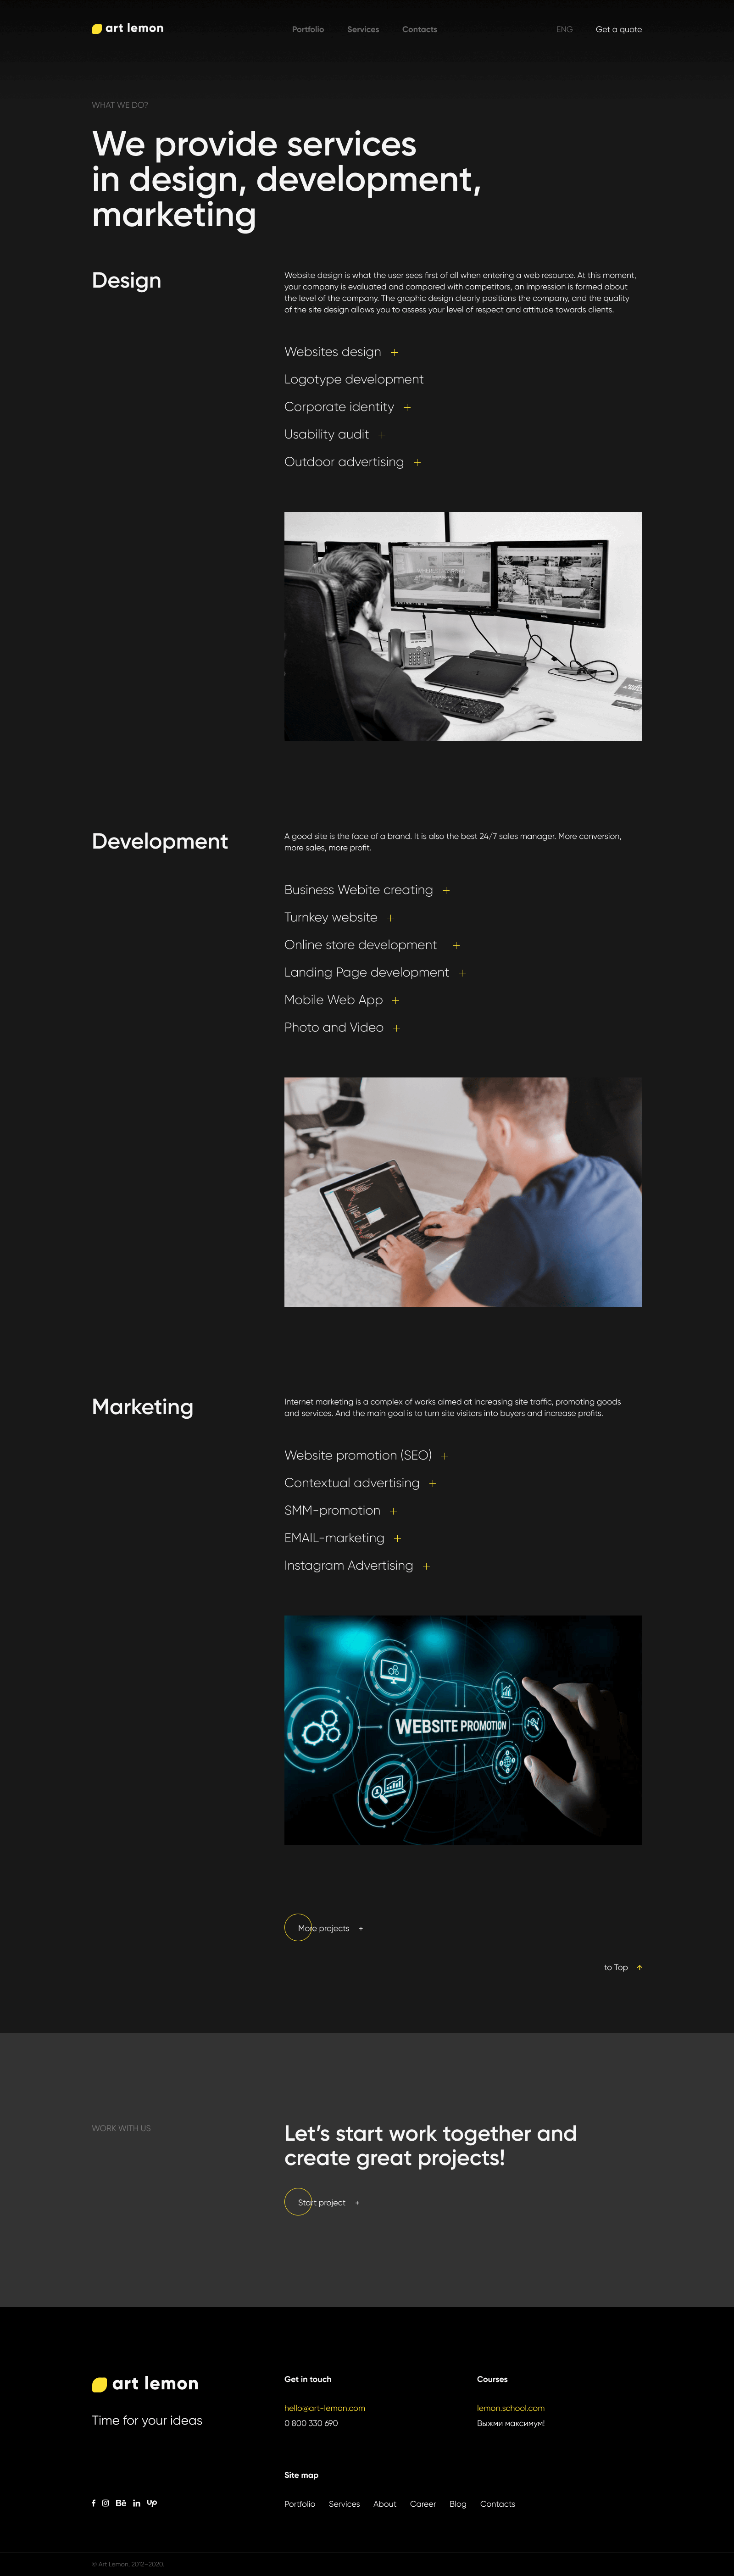 art lemon
Portfolio Services Contacts
ENG Get a quote
WHAT WE DO?
We provide services
in design, development,
marketing
Design
Website design is what the user sees first of all when entering a web resource. At this moment,
your company is evaluated and compared with competitors, an impression is formed about
the level of the company. The graphic design clearly positions the company, and the quality
of the site design allows you to assess your level of respect and attitude towards clients.
Websites design +
Logotype development +
Corporate identity +
Usability audit +
Outdoor advertising +
Development
A good site is the face of a brand. It is also the best 24/7 sales manager. More conversion,
more sales, more profit.
Business Webite creating +
Turnkey website +
Online store development +
Landing Page development +
Mobile Web App +
Photo and Video +
Marketing
Internet marketing is a complex of works aimed at increasing site traffic, promoting goods
and services. And the main goal is to turn site visitors into buyers and increase profits.
Website promotion (SEO) +
Contextual advertising +
SMM-promotion +
EMAIL-marketing +
Instagram Advertising +
WEBSITE PROMOTION
More projects +
to Top ↑
WORK WITH US
Let's start work together and
create great projects!
Start project +
art lemon
Time for your ideas
Get in touch
hello@art-lemon.com
0 800 330 690
Courses
lemon.school.com
Выжми максимум!
Site map
Portfolio Services About Career Blog Contacts
f Bē in Up
© Art Lemon, 2012–2020.